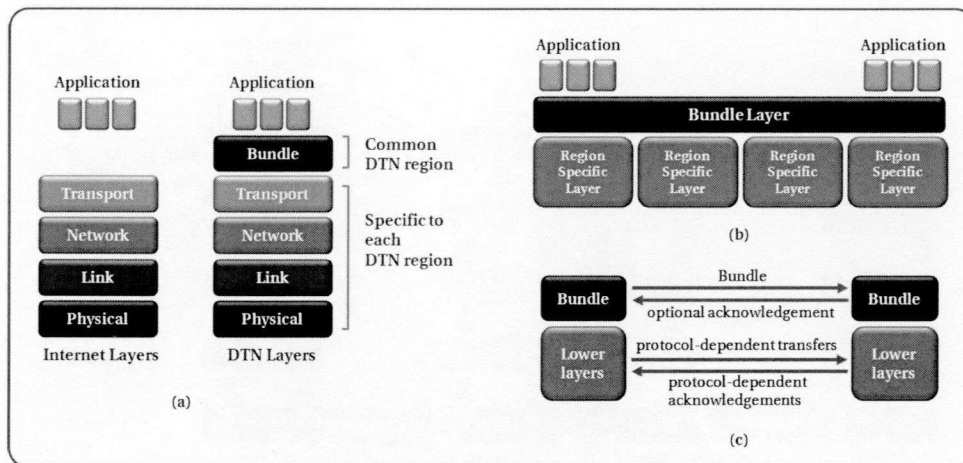 Application
Transport
Network
Link
Physical
Internet Layers
Application
Bundle
Transport
Network
Link
Physical
DTN Layers
Common
DTN region
Specific to
each
DTN region
(a)
Application
Application
Bundle Layer
Region
Specific
Layer
Region
Specific
Layer
Region
Specific
Layer
Region
Specific
Layer
(b)
Bundle
Bundle
optional acknowledgement
Bundle
Lower
layers
protocol-dependent transfers
protocol-dependent
acknowledgements
Lower
layers
(c)